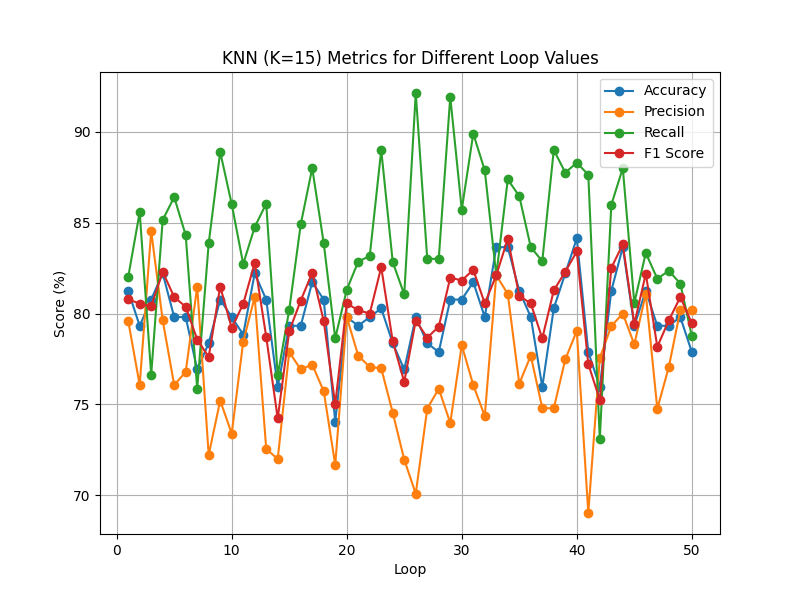 KNN (K=15) Metrics for Different Loop Values
Accuracy
Precision
Recall
F1 Score
90
85
80
75
70
Score (%)
0 10 20 30 40 50
Loop